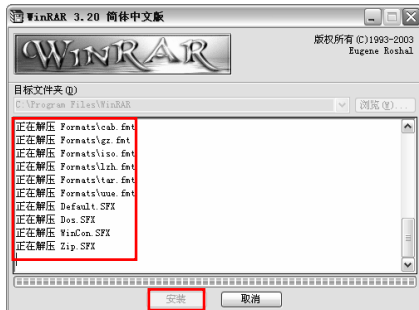 WinRAR 3.20 简体中文版
WINRAR
版权所有 (C)1993-2003
Eugene Roshal
目标文件夹(D)
C:\Program Files\WinRAR
浏览(W)...
正在解压 Formats\cab.fmt
正在解压 Formats\gz.fmt
正在解压 Formats\iso.fmt
正在解压 Formats\lzh.fmt
正在解压 Formats\tar.fmt
正在解压 Formats\uue.fmt
正在解压 Default.SFX
正在解压 Dos.SFX
正在解压 WinCon.SFX
正在解压 Zip.SFX
安装
取消